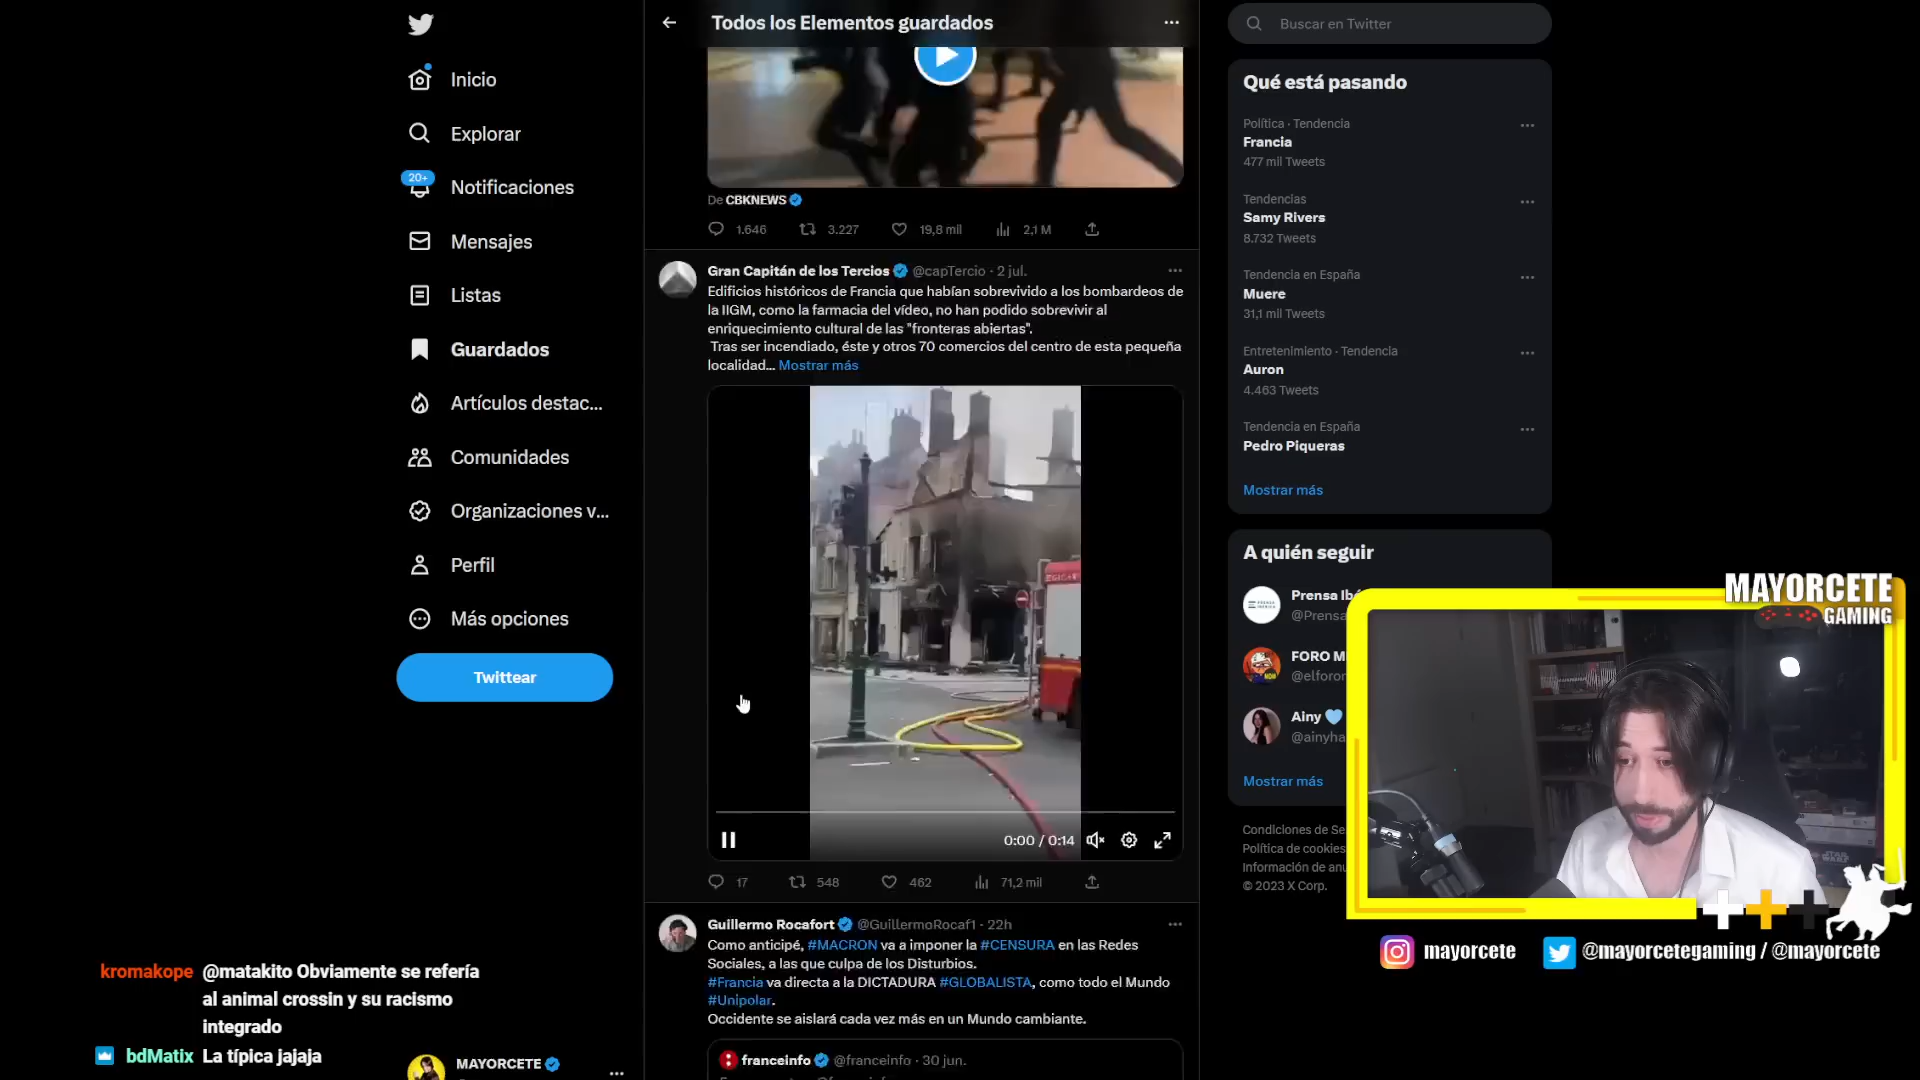 Inicio
Explorar
20+
Notificaciones
Mensajes
Listas
Guardados
Artículos destac...
Comunidades
Organizaciones v...
Perfil
Más opciones
Twittear
kromakope @matakito Obviamente se refería
al animal crossin y su racismo
integrado
bdMatix La típica jajaja
MAYORCETE
Todos los Elementos guardados
De CBKNEWS
1.646 3.227 19,8 mil 2,1 M
Gran Capitán de los Tercios @capTercio · 2 jul.
Edificios históricos de Francia que habían sobrevivido a los bombardeos de
la IIGM, como la farmacia del vídeo, no han podido sobrevivir al
enriquecimiento cultural de las "fronteras abiertas".
Tras ser incendiado, éste y otros 70 comercios del centro de esta pequeña
localidad... Mostrar más
0:00 / 0:14
17 548 462 71,2 mil
Guillermo Rocafort @GuillermoRocaf1 · 22h
Como anticipé, #MACRON va a imponer la #CENSURA en las Redes
Sociales, a las que culpa de los Disturbios.
#Francia va directa a la DICTADURA #GLOBALISTA, como todo el Mundo
#Unipolar.
Occidente se aislará cada vez más en un Mundo cambiante.
franceinfo @franceinfo · 30 jun.
Buscar en Twitter
Qué está pasando
Política · Tendencia
Francia
477 mil Tweets
Tendencias
Samy Rivers
8.732 Tweets
Tendencia en España
Muere
31,1 mil Tweets
Entretenimiento · Tendencia
Auron
4.463 Tweets
Tendencia en España
Pedro Piqueras
Mostrar más
A quién seguir
Prensa Ibé
@Prensa
FORO M
@elforor
Ainy
@ainyha
Mostrar más
Condiciones de Se
Política de cookies
Información de anu
© 2023 X Corp.
MAYORCETE
GAMING
STAR
WARS
mayorcete @mayorcetegaming / @mayorcete